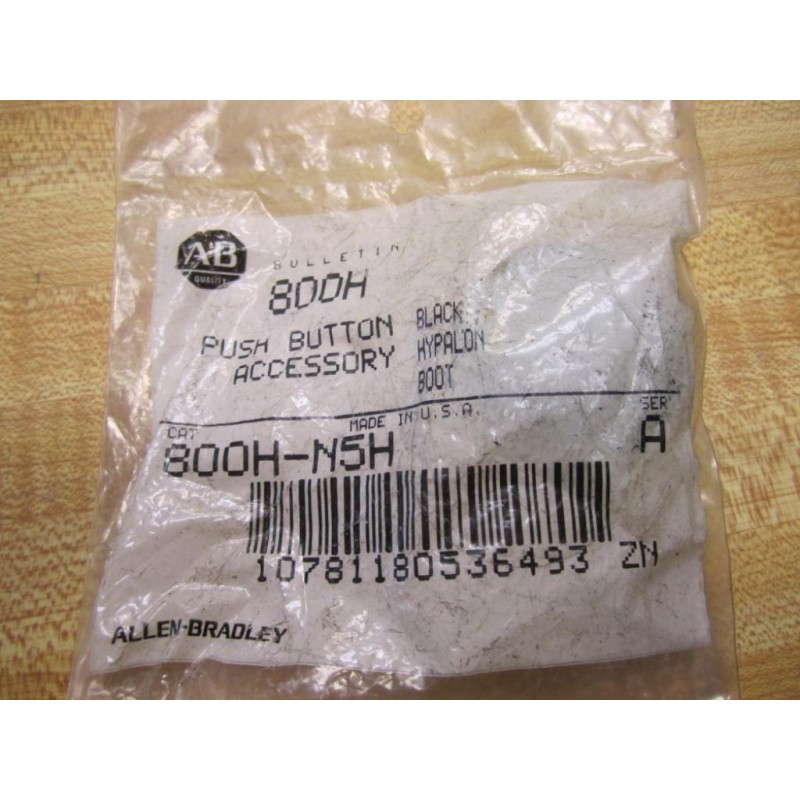 AB
QUALITY
BULLETIN
800H
PUSH BUTTON
ACCESSORY
BLACK
HYPALON
BOOT
MADE IN U.S.A.
CAT
800H-N5H
SER
A
10781180536493 ZN
ALLEN-BRADLEY